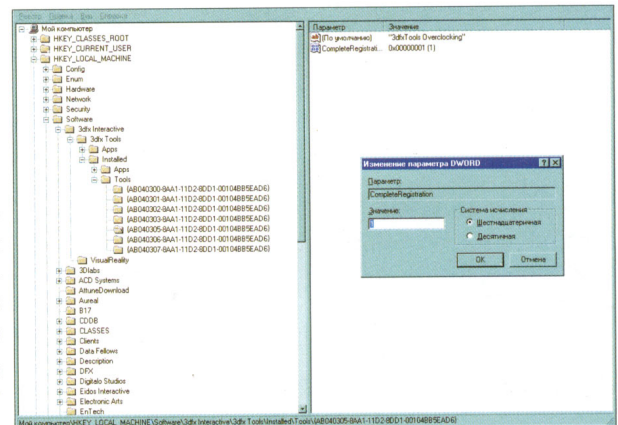 Реестр Правка Вид Справка
Мой компьютер
HKEY_CLASSES_ROOT
HKEY_CURRENT_USER
HKEY_LOCAL_MACHINE
Config
Enum
Hardware
Network
Security
Software
3dfx Interactive
3dfx Tools
Apps
Installed
Apps
Tools
{AB040300-8AA1-11D2-8DD1-00104BB5EAD6}
{AB040301-8AA1-11D2-8DD1-00104BB5EAD6}
{AB040302-8AA1-11D2-8DD1-00104BB5EAD6}
{AB040303-8AA1-11D2-8DD1-00104BB5EAD6}
{AB040304-8AA1-11D2-8DD1-00104BB5EAD6}
{AB040305-8AA1-11D2-8DD1-00104BB5EAD6}
{AB040306-8AA1-11D2-8DD1-00104BB5EAD6}
{AB040307-8AA1-11D2-8DD1-00104BB5EAD6}
VisualReality
3Dlabs
ACD Systems
AttuneDownload
Aureal
B17
CDDB
CLASSES
Clients
Data Fellows
Description
DFX
Digitalo Studios
Eidos Interactive
Electronic Arts
EnTech
Параметр Значение
(По умолчанию) "3dfxTools Overclocking"
CompleteRegistrati... 0x00000001 (1)
Изменение параметра DWORD
Параметр:
CompleteRegistration
Значение:
Система исчисления
Шестнадцатеричная
Десятичная
OK Отмена
Мой компьютер\HKEY_LOCAL_MACHINE\Software\3dfx Interactive\3dfx Tools\Installed\Tools\{AB040305-8AA1-11D2-8DD1-00104BB5EAD6}